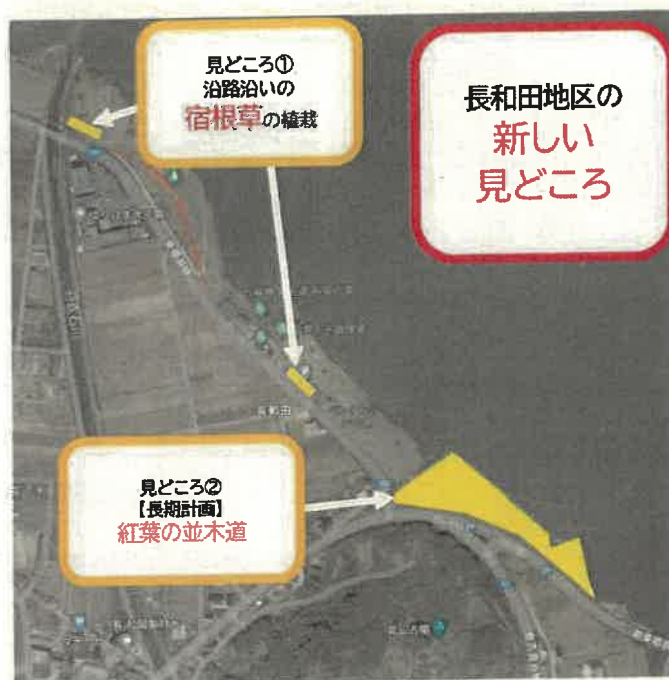 長和田地区の
新しい
見どころ
見どころ①
沿路沿いの
宿根草の植栽
長和田
見どころ②
【長期計画】
紅葉の並木道